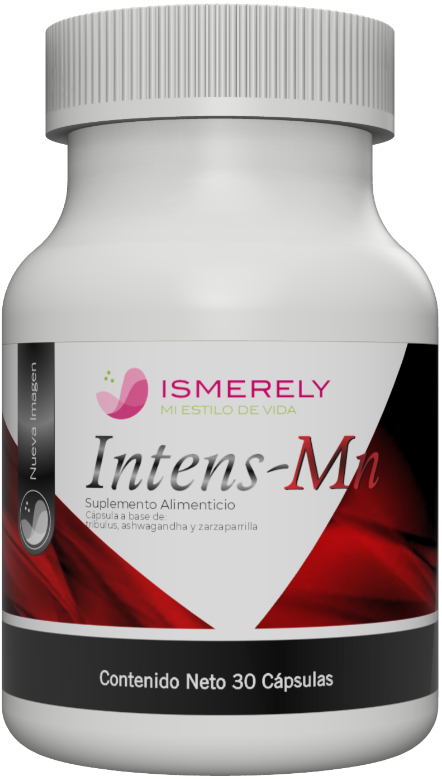 ISMERELY
MI ESTILO DE VIDA
Nueva Imagen
Intens-Mn
Suplemento Alimenticio
Cápsula a base de
tribulus, ashwagandha y zarzaparrilla
Contenido Neto 30 Cápsulas